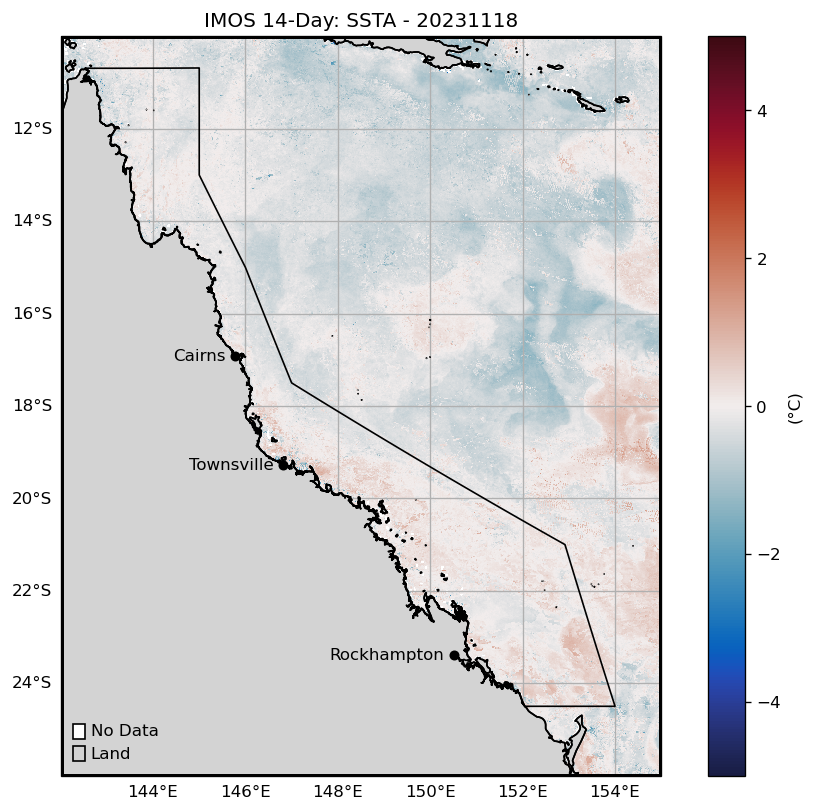 IMOS 14-Day: SSTA - 20231118
12°S
14°S
16°S
18°S
20°S
22°S
24°S
Cairns
Townsville
Rockhampton
No Data
Land
144°E 146°E 148°E 150°E 152°E 154°E
4
2
0
−2
−4
(°C)